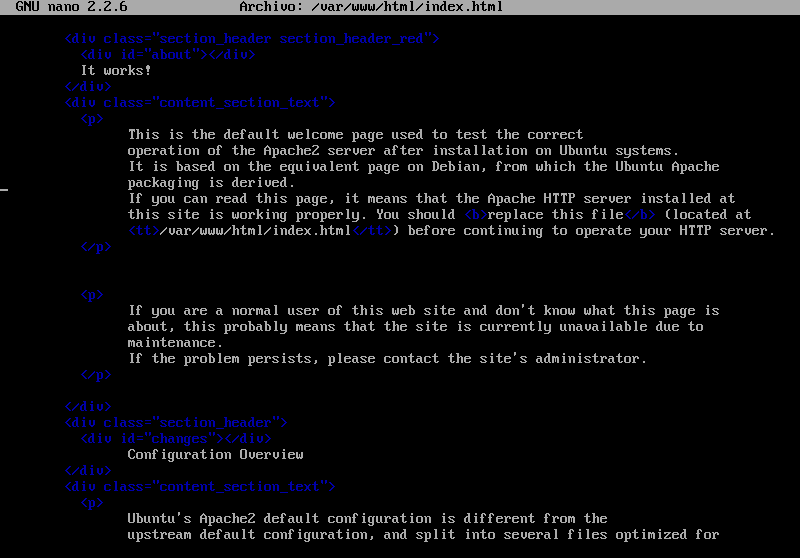 GNU nano 2.2.6 Archivo: /var/www/html/index.html
<div class="section_header section_header_red">
<div id="about"></div>
It works!
</div>
<div class="content_section_text">
<p>
This is the default welcome page used to test the correct
operation of the Apache2 server after installation on Ubuntu systems.
It is based on the equivalent page on Debian, from which the Ubuntu Apache
packaging is derived.
If you can read this page, it means that the Apache HTTP server installed at
this site is working properly. You should <b>replace this file</b> (located at
<tt>/var/www/html/index.html</tt>) before continuing to operate your HTTP server.
</p>
<p>
If you are a normal user of this web site and don't know what this page is
about, this probably means that the site is currently unavailable due to
maintenance.
If the problem persists, please contact the site's administrator.
</p>
</div>
<div class="section_header">
<div id="changes"></div>
Configuration Overview
</div>
<div class="content_section_text">
<p>
Ubuntu's Apache2 default configuration is different from the
upstream default configuration, and split into several files optimized for